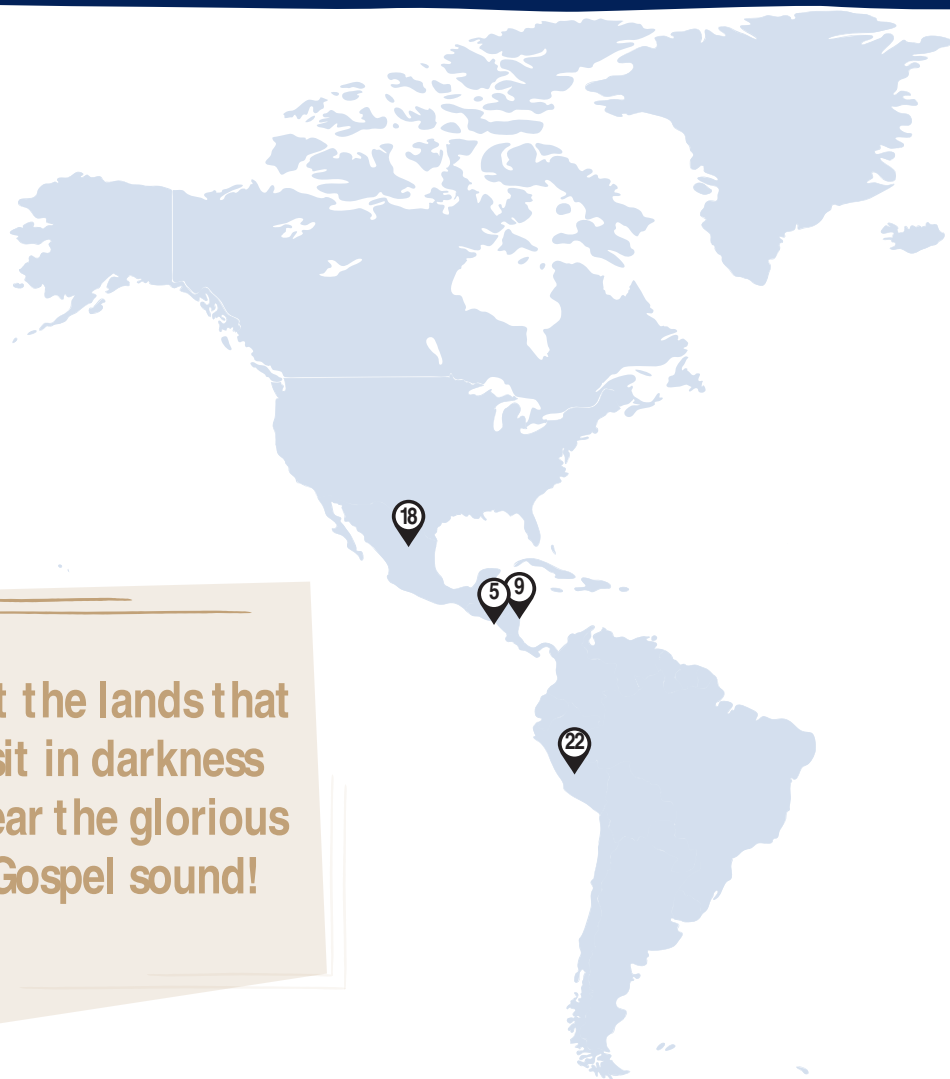 18
5
9
t the lands that
sit in darkness
ear the glorious
Gospel sound!
22